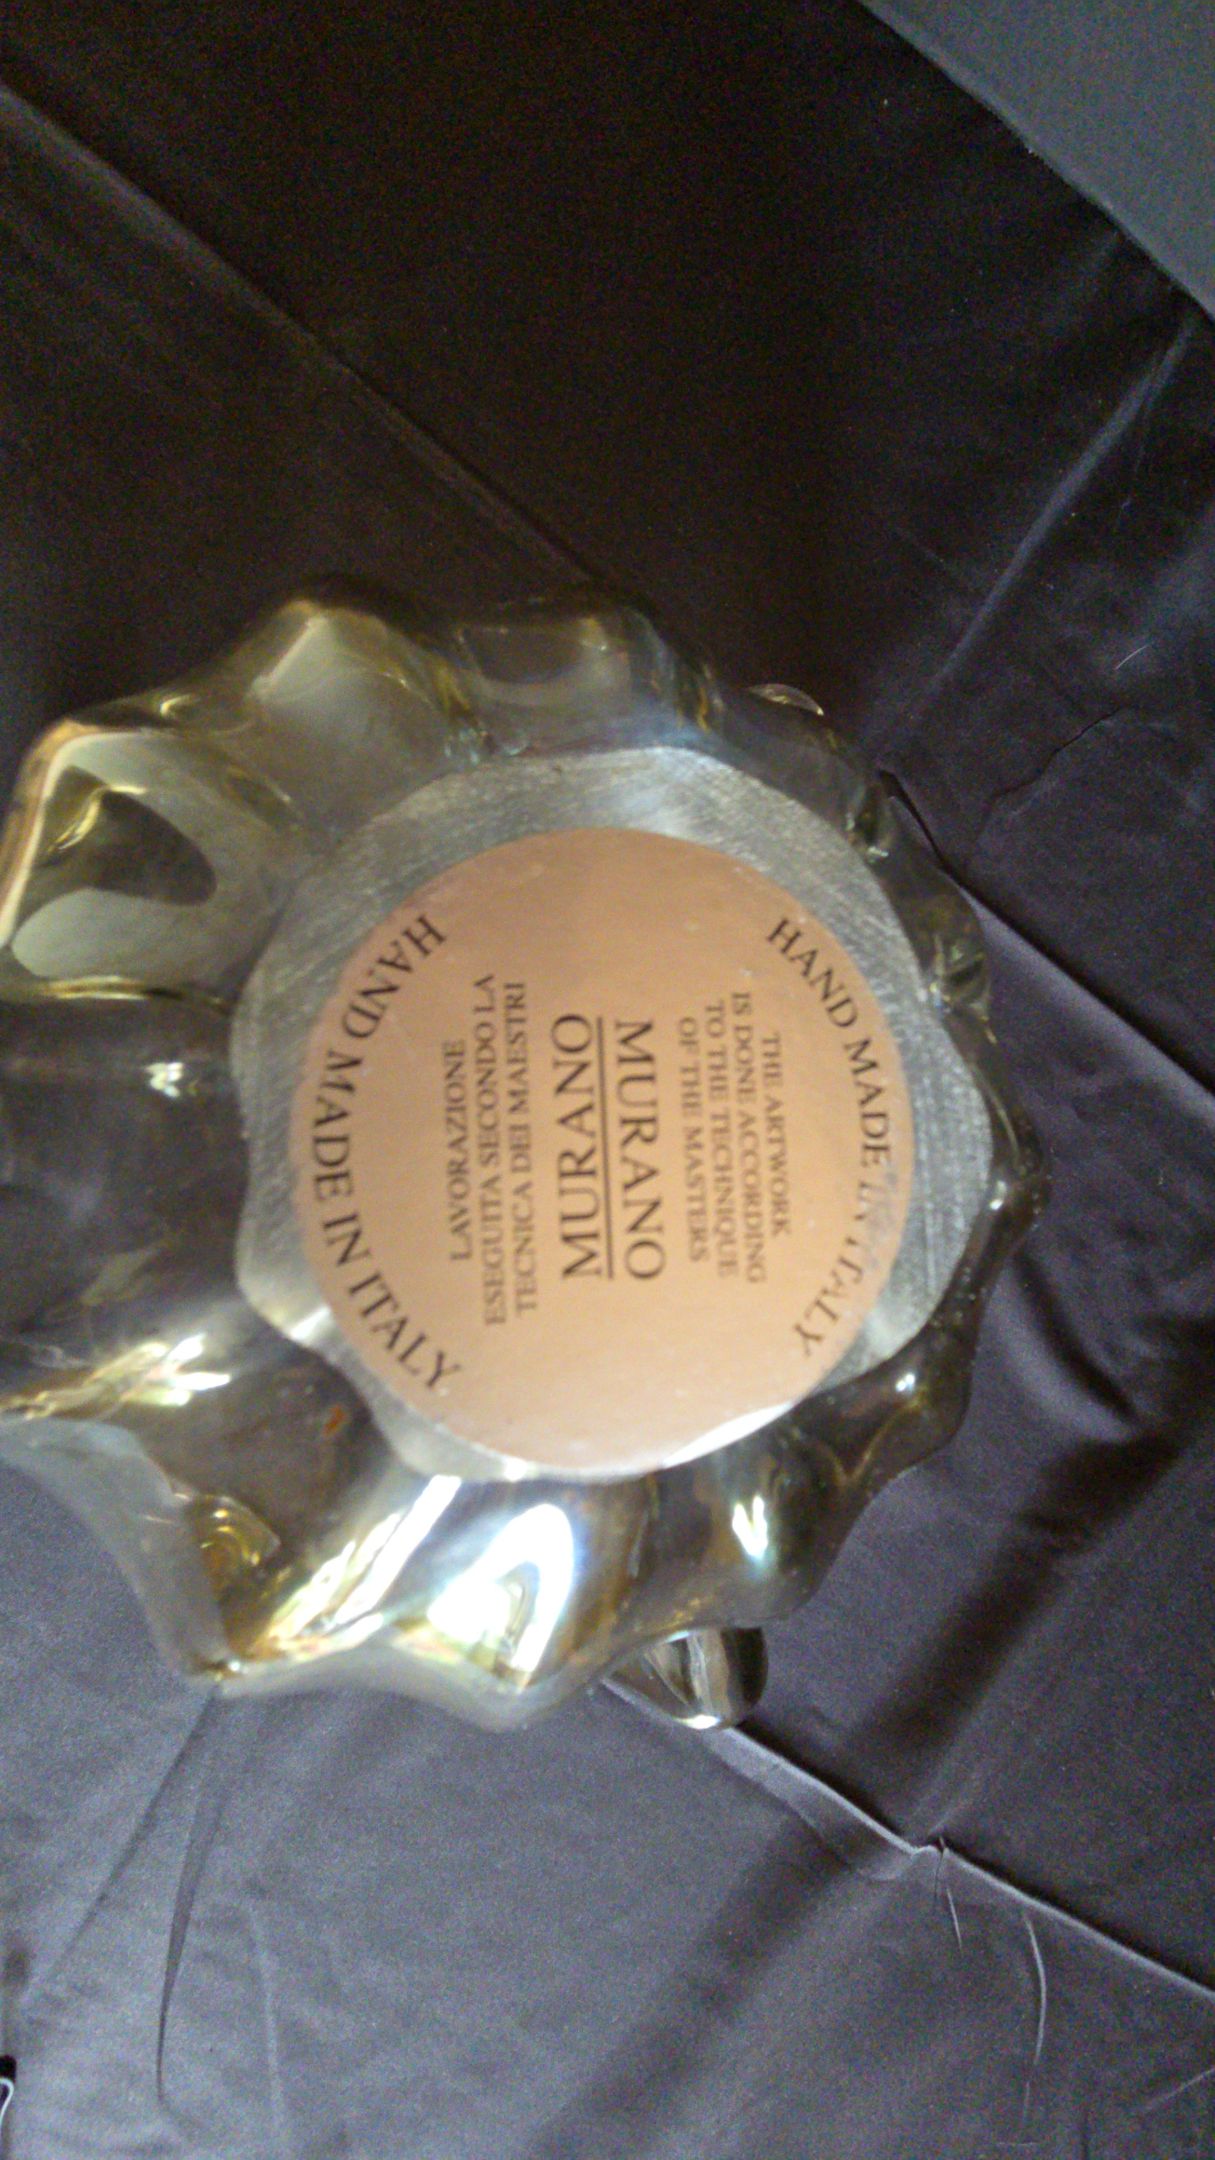 HAND MADE IN ITALY
THE ARTWORK
IS DONE ACCORDING
TO THE TECHNIQUE
OF THE MASTERS
MURANO
MURANO
TECNICA DEI MAESTRI
ESEGUITA SECONDO LA
LAVORAZIONE
HAND MADE IN ITALY